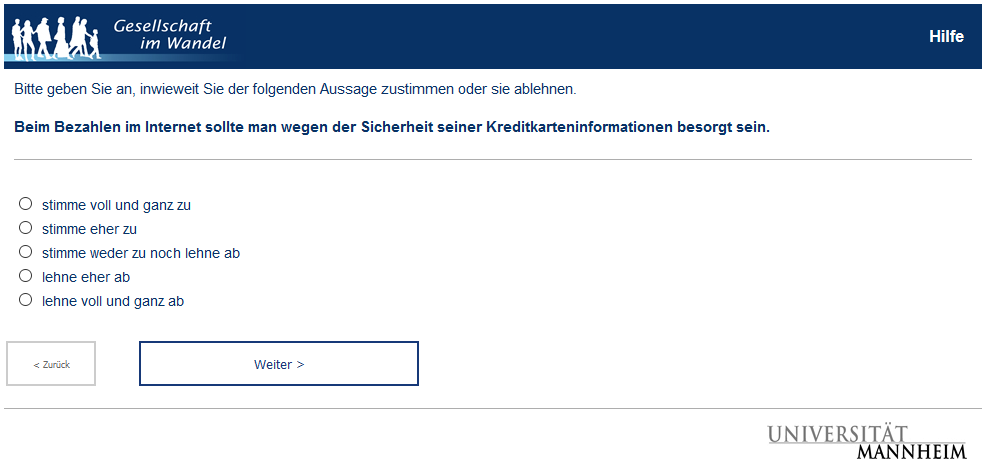 Gesellschaft
im Wandel
Hilfe
Bitte geben Sie an, inwieweit Sie der folgenden Aussage zustimmen oder sie ablehnen.
Beim Bezahlen im Internet sollte man wegen der Sicherheit seiner Kreditkarteninformationen besorgt sein.
stimme voll und ganz zu
stimme eher zu
stimme weder zu noch lehne ab
lehne eher ab
lehne voll und ganz ab
< Zurück
Weiter >
UNIVERSITÄT
MANNHEIM